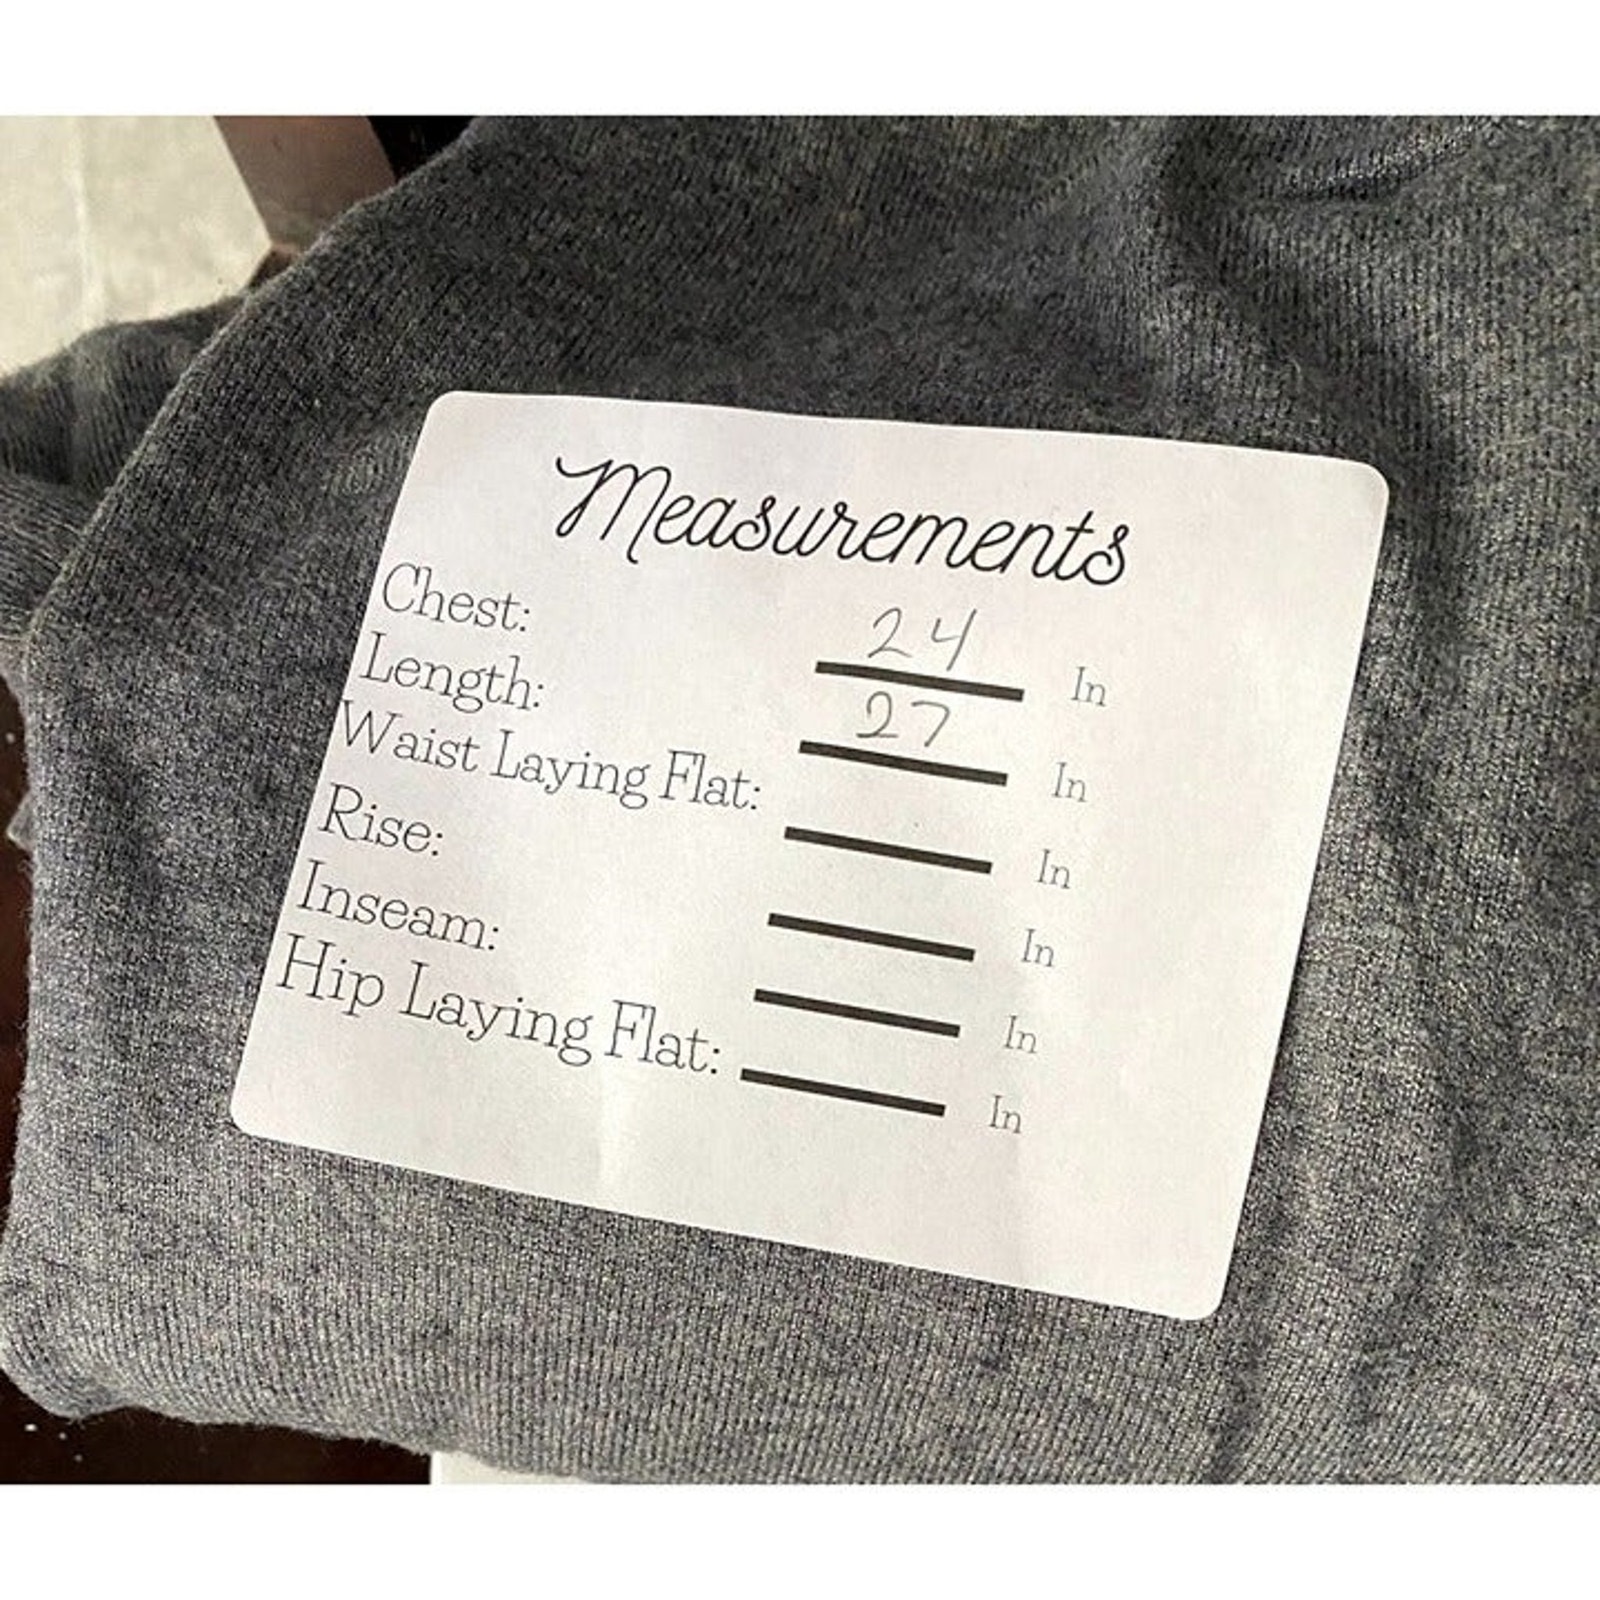 Measurements
Chest: 24 In
Length: 27 In
Waist Laying Flat: In
Rise: In
Inseam: In
Hip Laying Flat: In